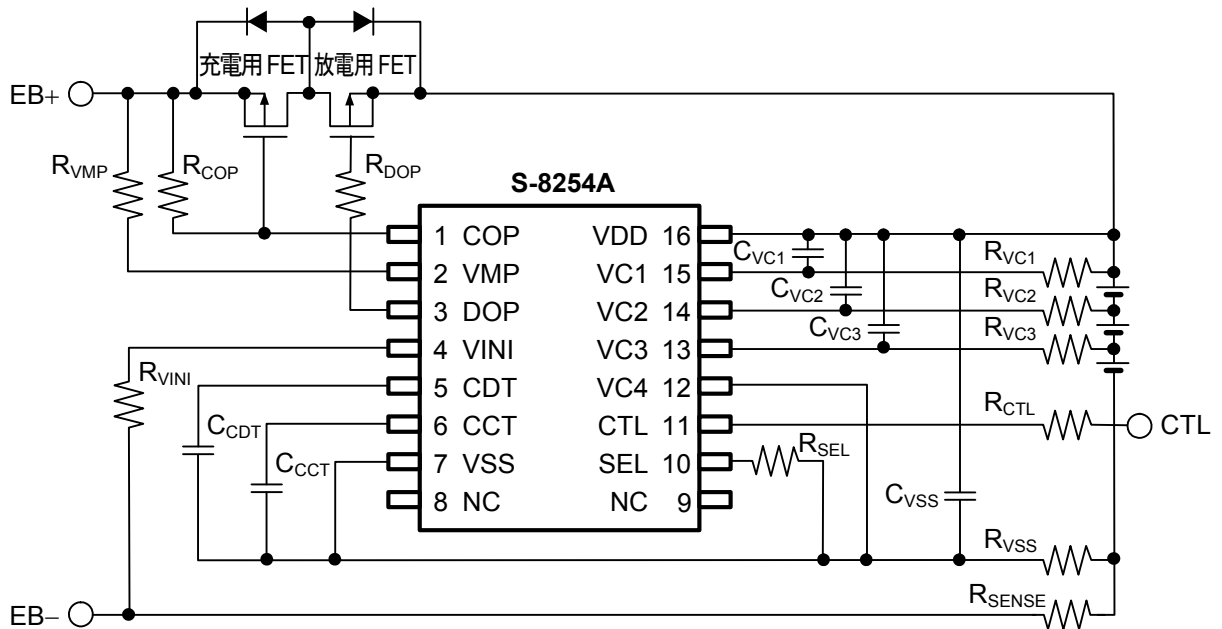 充電用 FET 放電用 FET
EB+
RVMP
RCOP
RDOP
S-8254A
1 COP VDD 16
2 VMP VC1 15
3 DOP VC2 14
4 VINI VC3 13
5 CDT VC4 12
6 CCT CTL 11
7 VSS SEL 10
8 NC NC 9
CVC1
CVC2
CVC3
RVC1
RVC2
RVC3
RVINI
CCDT
CCCT
RCTL
CTL
RSEL
CVSS
RVSS
RSENSE
EB−